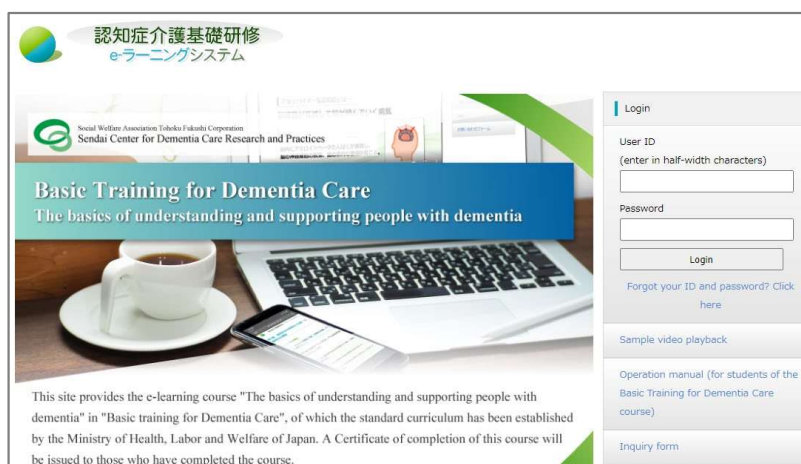 認知症介護基礎研修
e-ラーニングシステム
Social Welfare Association Tohoku Fukushi Corporation
Sendai Center for Dementia Care Research and Practices
Basic Training for Dementia Care
The basics of understanding and supporting people with dementia
This site provides the e-learning course "The basics of understanding and supporting people with
dementia" in "Basic training for Dementia Care", of which the standard curriculum has been established
by the Ministry of Health, Labor and Welfare of Japan. A Certificate of completion of this course will
be issued to those who have completed the course.
Login
User ID
(enter in half-width characters)
Password
Login
Forgot your ID and password? Click
here
Sample video playback
Operation manual (for students of the
Basic Training for Dementia Care
course)
Inquiry form